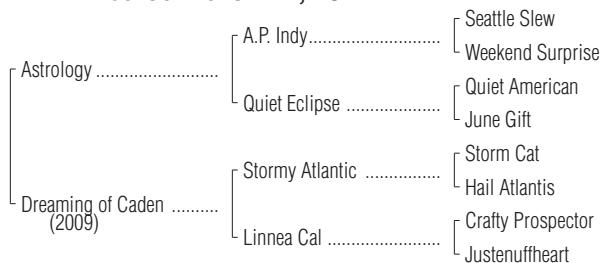 Seattle Slew
A.P. Indy
Weekend Surprise
Astrology
Quiet American
Quiet Eclipse
June Gift
Storm Cat
Stormy Atlantic
Hail Atlantis
Dreaming of Caden
(2009)
Crafty Prospector
Linnea Cal
Justenuffheart